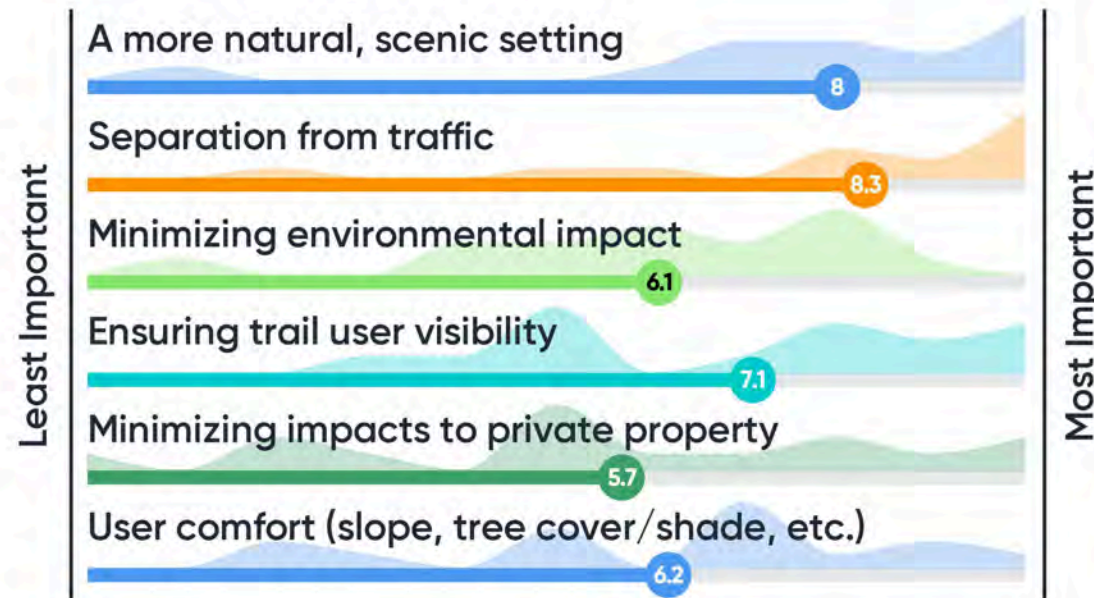 Least Important
A more natural, scenic setting
8
Separation from traffic
8.3
Minimizing environmental impact
6.1
Ensuring trail user visibility
7.1
Minimizing impacts to private property
5.7
User comfort (slope, tree cover/shade, etc.)
6.2
Most Important